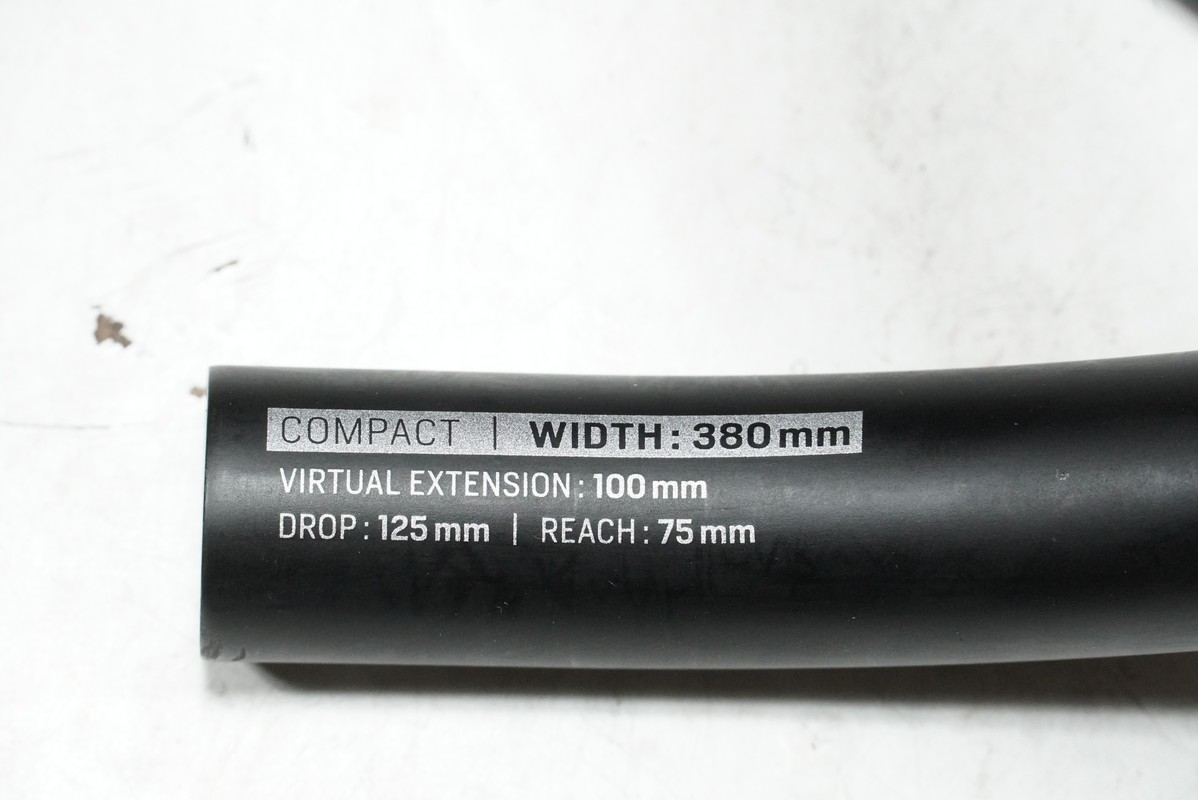 COMPACT | WIDTH: 380mm
VIRTUAL EXTENSION: 100mm
DROP: 125mm | REACH: 75mm